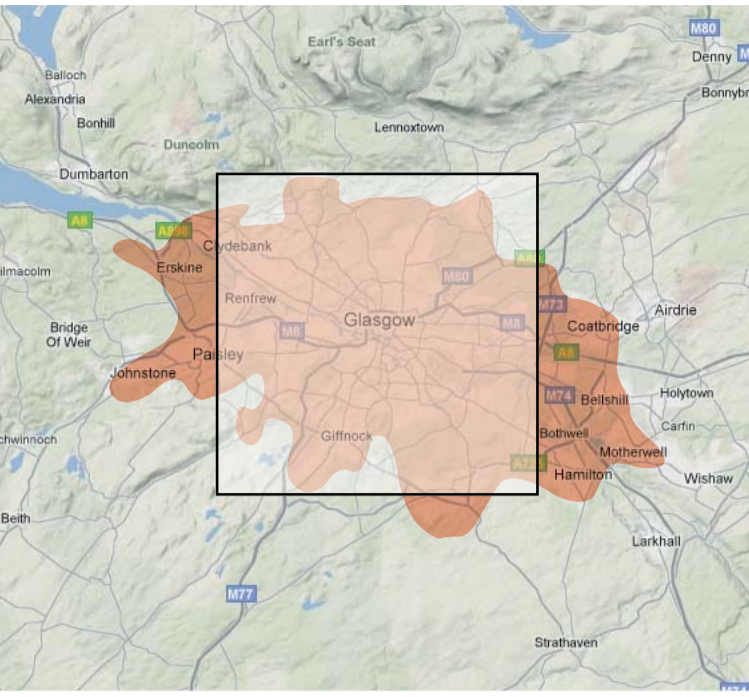 M80
Earl's Seat
Denny
Balloch
Alexandria
Bonnybr
Bonhill
Lennoxtown
Duncolm
Dumbarton
A8
A898
Clydebank
Erskine
ilmacolm
M80
Renfrew
M73
Airdrie
Glasgow
M8
M8
Coatbridge
Bridge
Of Weir
A8
Paisley
Johnstone
M74
Bellshill
Holytown
Carfin
Giffnock
Bothwell
chwinnoch
Motherwell
Hamilton
Wishaw
Beith
Larkhall
M77
Strathaven